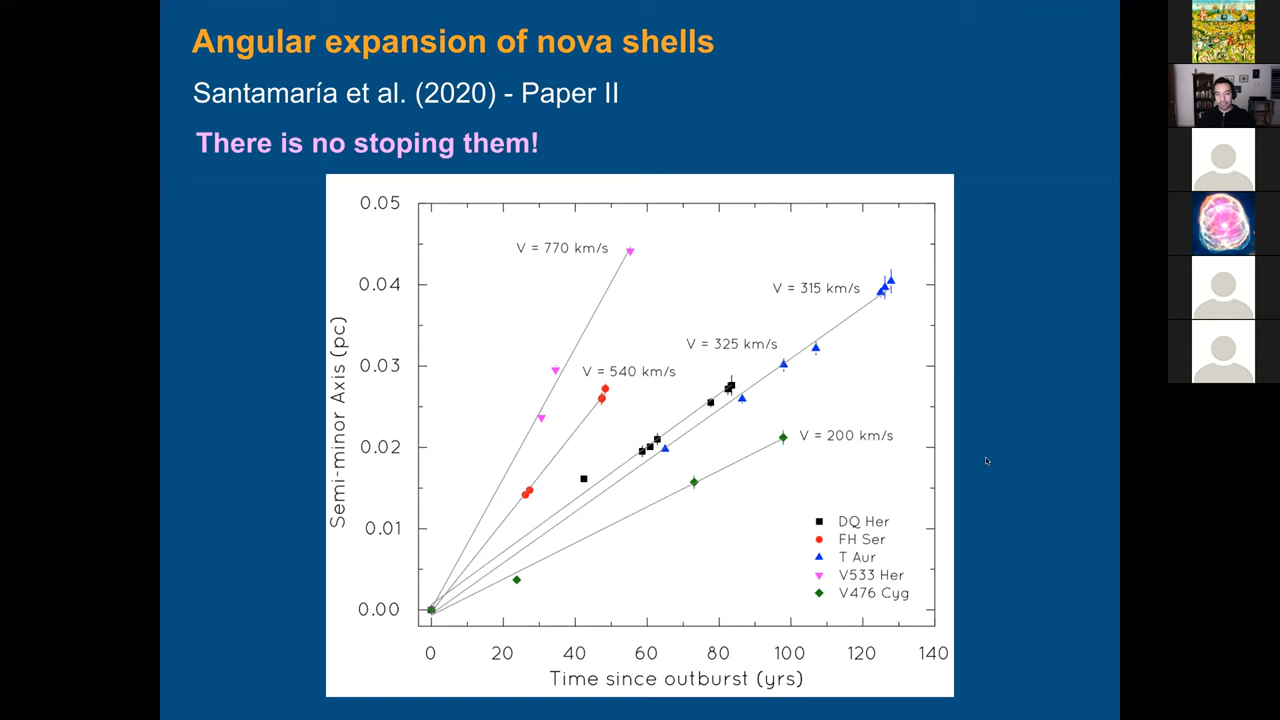 Angular expansion of nova shells
Santamaría et al. (2020) - Paper II
There is no stoping them!
0.05
0.04
0.03
0.02
0.01
0.00
Semi-minor Axis (pc)
V = 770 km/s
V = 315 km/s
V = 325 km/s
V = 540 km/s
V = 200 km/s
DQ Her
FH Ser
T Aur
V533 Her
V476 Cyg
0 20 40 60 80 100 120 140
Time since outburst (yrs)